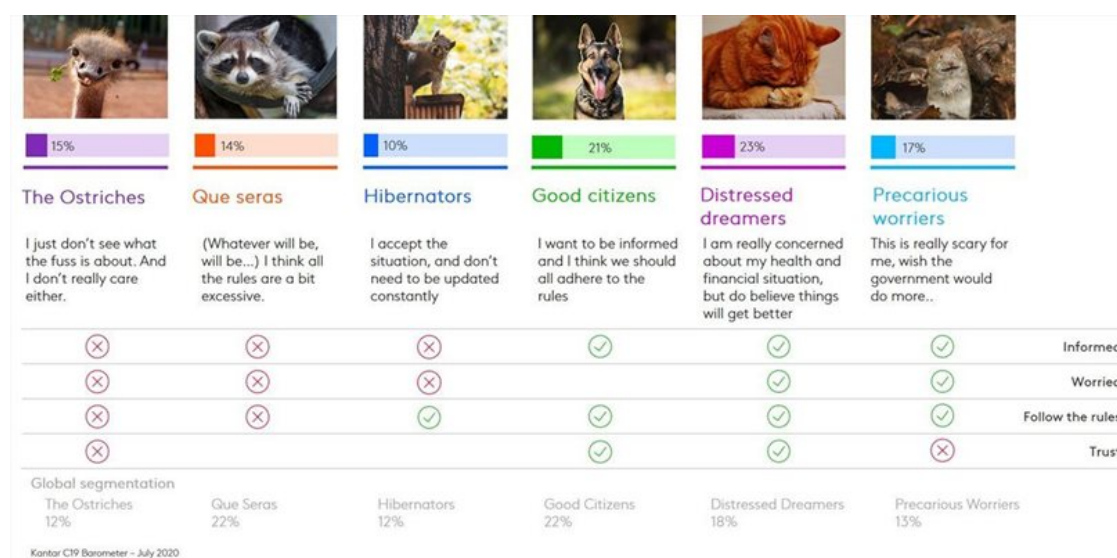 15%
14%
10%
21%
23%
17%
The Ostriches
Que seras
Hibernators
Good citizens
Distressed
dreamers
Precarious
worriers
I just don't see what
the fuss is about. And
I don't really care
either.
(Whatever will be,
will be...) I think all
the rules are a bit
excessive.
I accept the
situation, and don't
need to be updated
constantly
I want to be informed
and I think we should
all adhere to the
rules
I am really concerned
about my health and
financial situation,
but do believe things
will get better
This is really scary for
me, wish the
government would
do more..
Informed
Worried
Follow the rules
Trust
Global segmentation
The Ostriches
12%
Que Seras
22%
Hibernators
12%
Good Citizens
22%
Distressed Dreamers
18%
Precarious Worriers
13%
Kantar C19 Barometer - July 2020